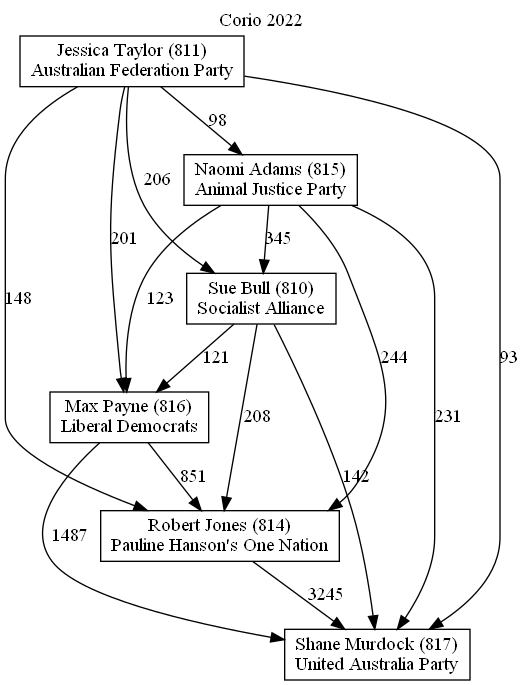 Corio 2022
Jessica Taylor (811)
Australian Federation Party
98
Naomi Adams (815)
Animal Justice Party
206
201
345
148
123
Sue Bull (810)
Socialist Alliance
121
244
93
Max Payne (816)
Liberal Democrats
208
231
851
142
Robert Jones (814)
Pauline Hanson's One Nation
1487
3245
Shane Murdock (817)
United Australia Party